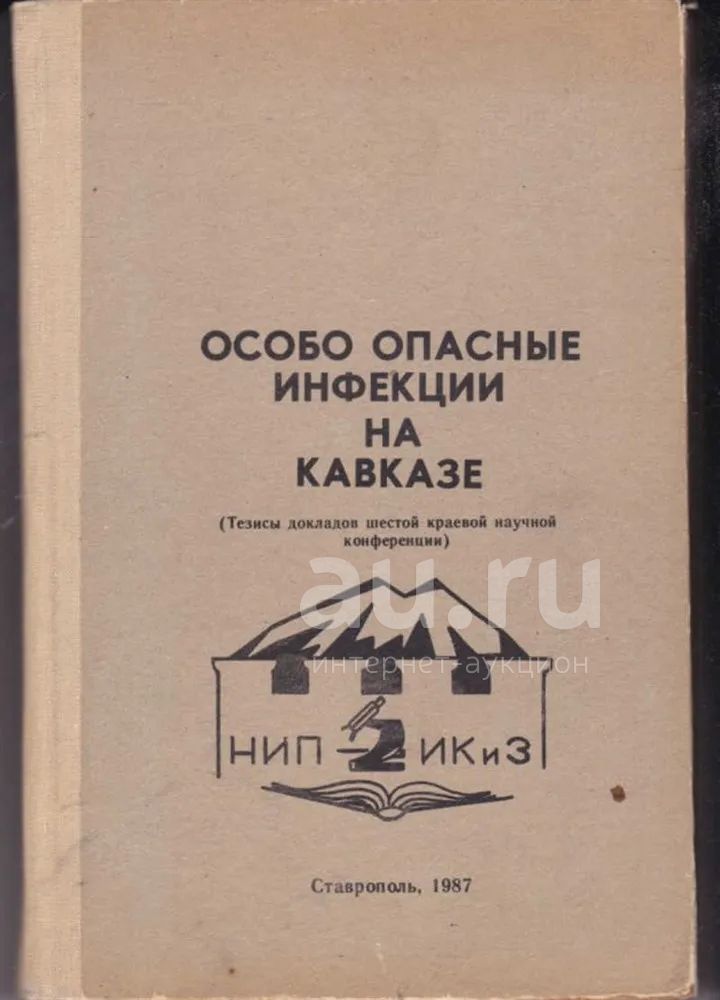 ОСОБО ОПАСНЫЕ
ИНФЕКЦИИ
НА
КАВКАЗЕ
(Тезисы докладов шестой краевой научной
конференции)
au.ru
интернет-аукцион
НИП
ИКиЗ
Ставрополь, 1987